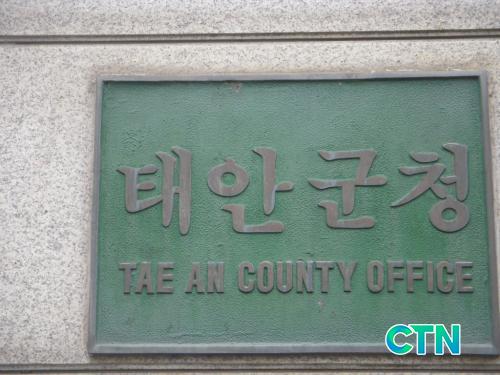 태안군청
TAE AN COUNTY OFFICE
CTN